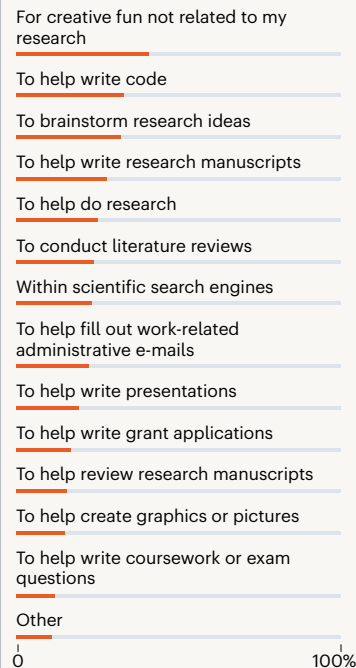 For creative fun not related to my
research
To help write code
To brainstorm research ideas
To help write research manuscripts
To help do research
To conduct literature reviews
Within scientific search engines
To help fill out work-related
administrative e-mails
To help write presentations
To help write grant applications
To help review research manuscripts
To help create graphics or pictures
To help write coursework or exam
questions
Other
0 100%